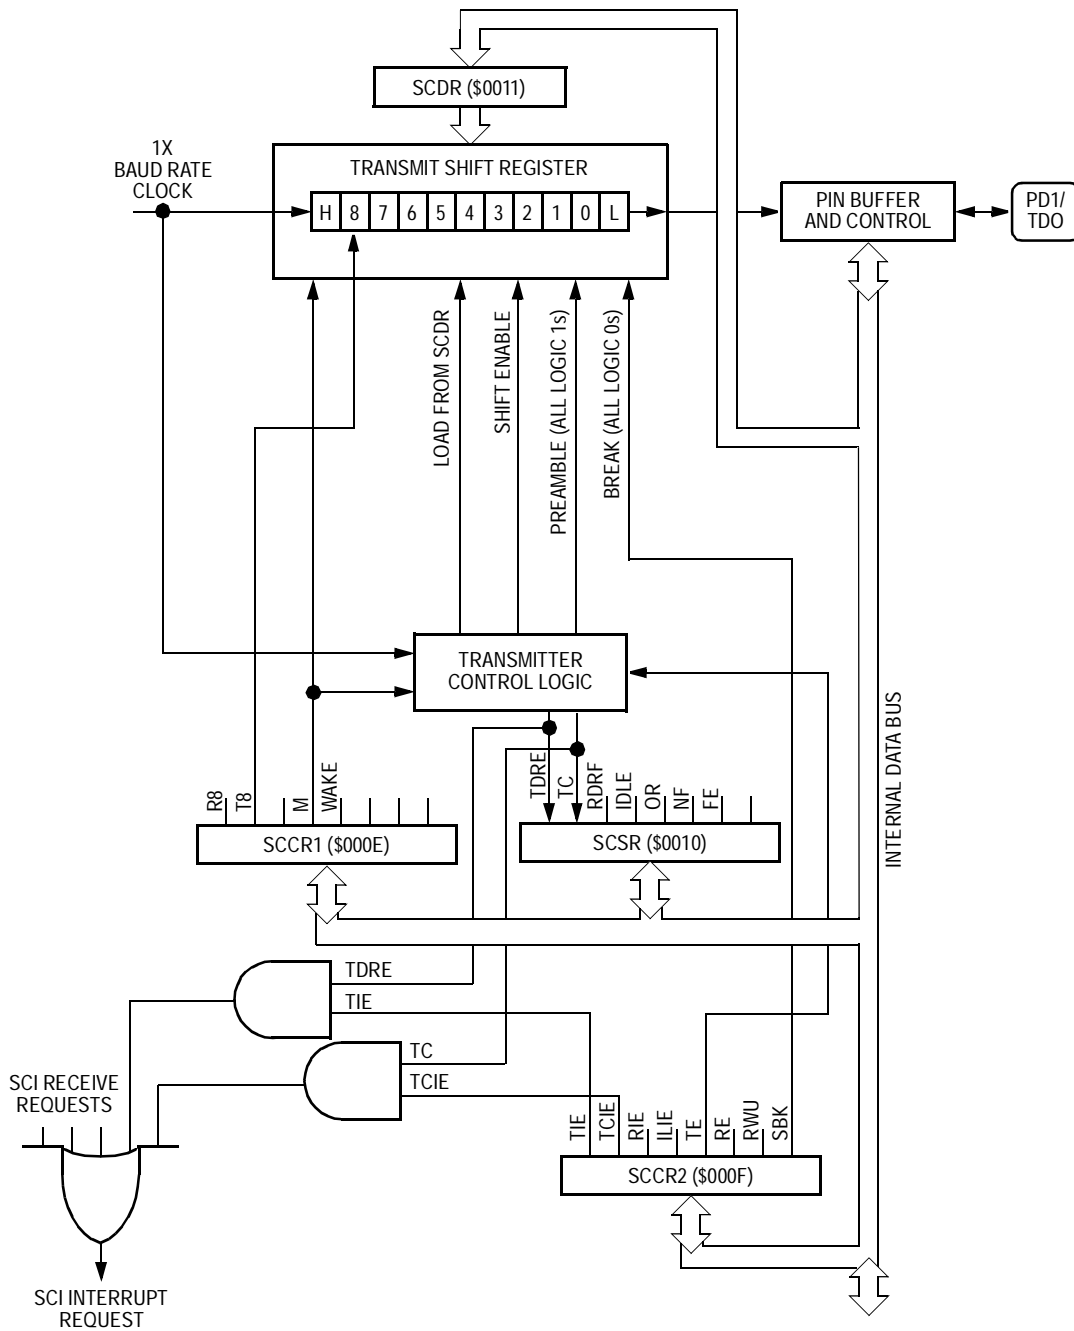 SCDR ($0011)
1X
BAUD RATE
CLOCK
TRANSMIT SHIFT REGISTER
H 8 7 6 5 4 3 2 1 0 L
PIN BUFFER
AND CONTROL
PD1/
TDO
LOAD FROM SCDR
SHIFT ENABLE
PREAMBLE (ALL LOGIC 1s)
BREAK (ALL LOGIC 0s)
TRANSMITTER
CONTROL LOGIC
INTERNAL DATA BUS
R8
T8
M
WAKE
SCCR1 ($000E)
TDRE
TC
RDRF
IDLE
OR
NF
FE
SCSR ($0010)
TDRE
TIE
TC
TCIE
SCI RECEIVE
REQUESTS
TIE
TCIE
RIE
ILIE
TE
RE
RWU
SBK
SCCR2 ($000F)
SCI INTERRUPT
REQUEST